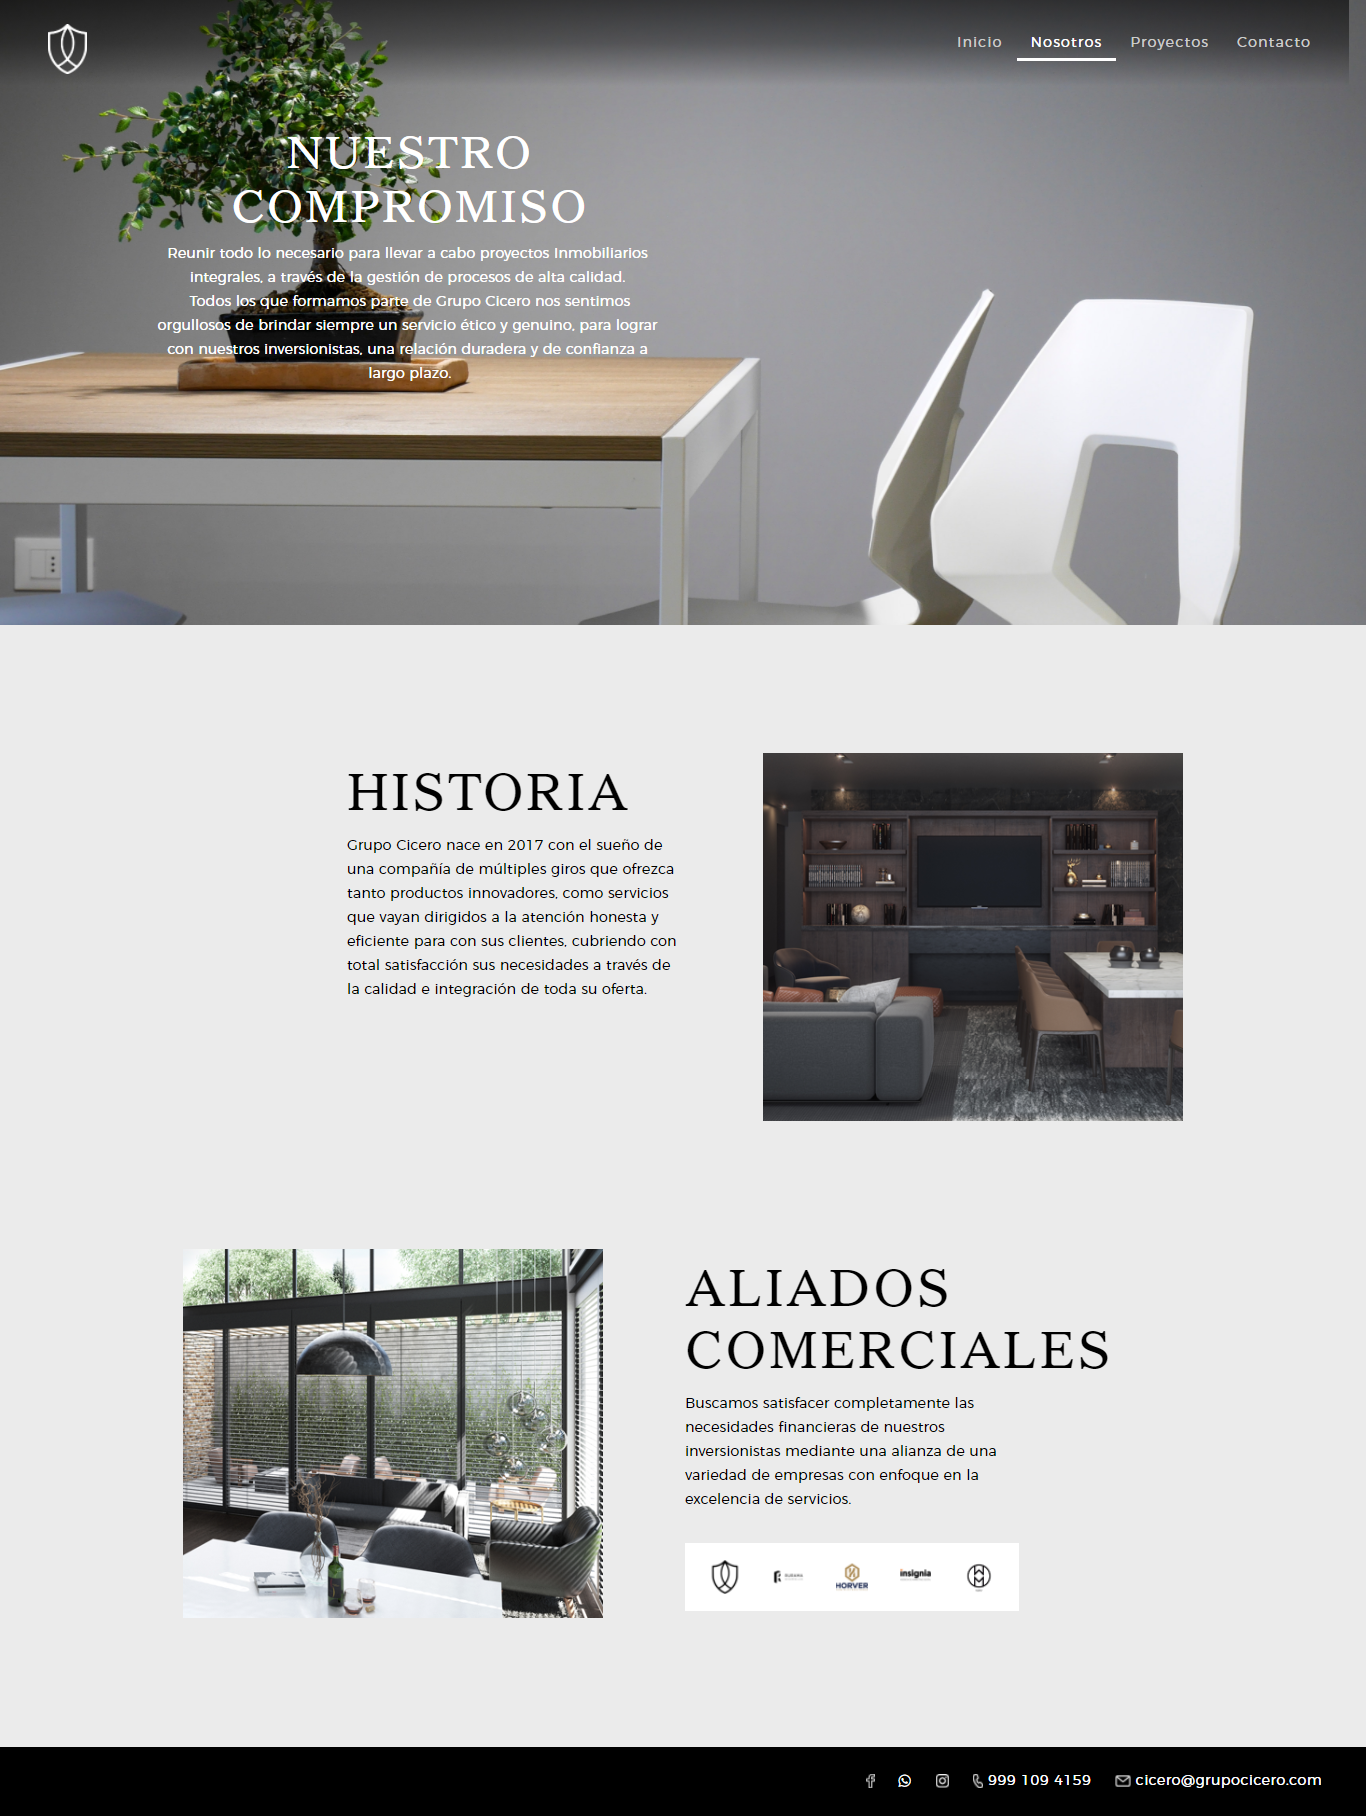 Inicio Nosotros Proyectos Contacto
NUESTRO
COMPROMISO
Reunir todo lo necesario para llevar a cabo proyectos Inmobiliarios
integrales, a través de la gestión de procesos de alta calidad.
Todos los que formamos parte de Grupo Cicero nos sentimos
orgullosos de brindar siempre un servicio ético y genuino, para lograr
con nuestros inversionistas, una relación duradera y de confianza a
largo plazo.
HISTORIA
Grupo Cicero nace en 2017 con el sueño de
una compañía de múltiples giros que ofrezca
tanto productos innovadores, como servicios
que vayan dirigidos a la atención honesta y
eficiente para con sus clientes, cubriendo con
total satisfacción sus necesidades a través de
la calidad e integración de toda su oferta.
ALIADOS
COMERCIALES
Buscamos satisfacer completamente las
necesidades financieras de nuestros
inversionistas mediante una alianza de una
variedad de empresas con enfoque en la
excelencia de servicios.
HORVER insignia
999 109 4159 cicero@grupocicero.com